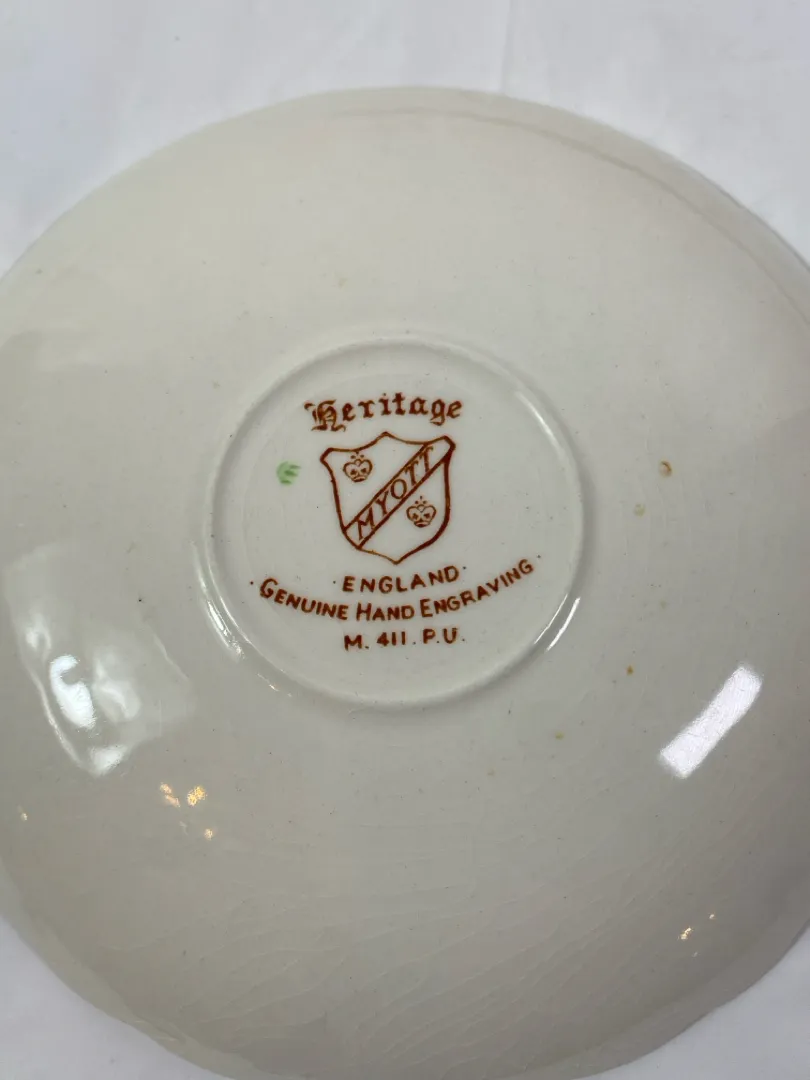 Heritage
MYOTT
·ENGLAND·
·GENUINE HAND ENGRAVING·
M. 411. P.U.